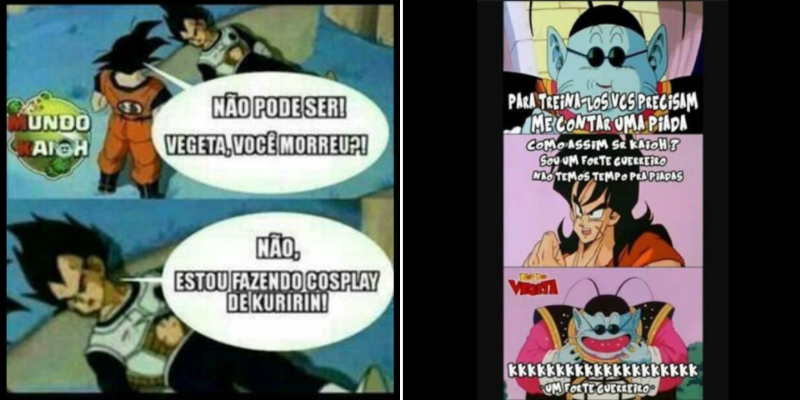 NÃO PODE SER!
VEGETA, VOCÊ MORREU?!
MUNDO
KAIOH
NÃO,
ESTOU FAZENDO COSPLAY
DE KURIRIN!
PARA TREINA-LOS VCS PRECISAM
ME CONTAR UMA PIADA
COMO ASSIM SR KAIOH?
SOU UM FORTE GUERREIRO
NÃO TEMOS TEMPO PRA PIADAS
VEGETA
KKKKKKKKKKKKKKKKKKKK
"UM FORTE GUERREIRO"